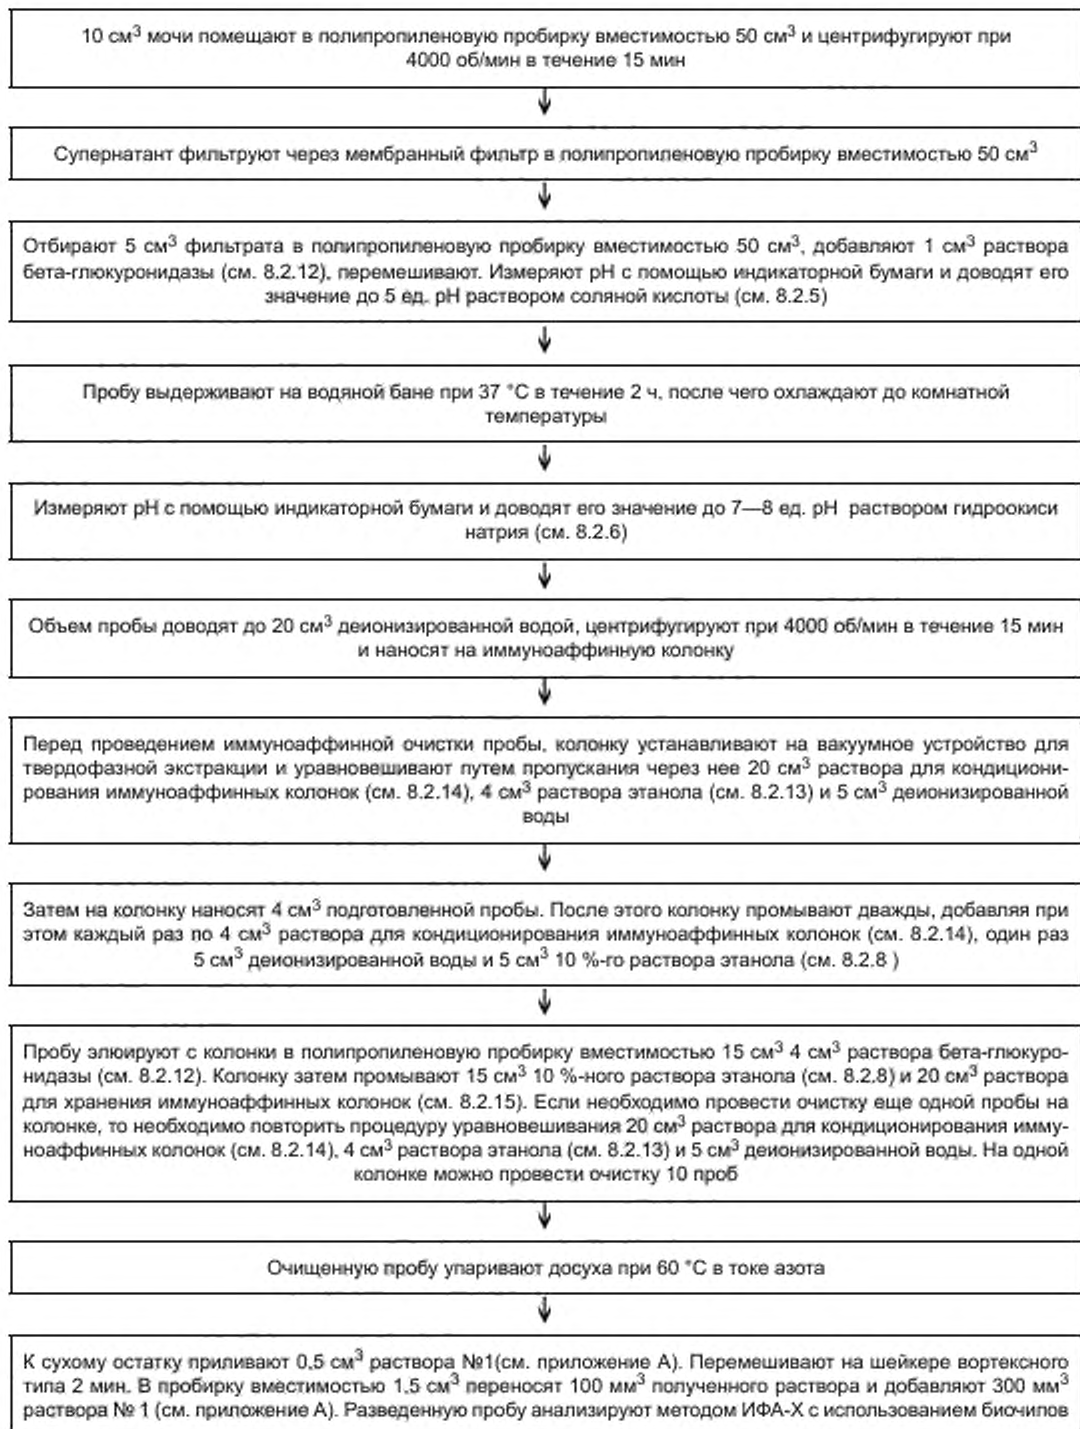 10 см³ мочи помещают в полипропиленовую пробирку вместимостью 50 см³ и центрифугируют при
4000 об/мин в течение 15 мин
Супернатант фильтруют через мембранный фильтр в полипропиленовую пробирку вместимостью 50 см³
Отбирают 5 см³ фильтрата в полипропиленовую пробирку вместимостью 50 см³, добавляют 1 см³ раствора
бета-глюкуронидазы (см. 8.2.12), перемешивают. Измеряют pH с помощью индикаторной бумаги и доводят его
значение до 5 ед. pH раствором соляной кислоты (см. 8.2.5)
Пробу выдерживают на водяной бане при 37 °С в течение 2 ч, после чего охлаждают до комнатной
температуры
Измеряют pH с помощью индикаторной бумаги и доводят его значение до 7—8 ед. pH раствором гидроокиси
натрия (см. 8.2.6)
Объем пробы доводят до 20 см³ деионизированной водой, центрифугируют при 4000 об/мин в течение 15 мин
и наносят на иммуноаффинную колонку
Перед проведением иммуноаффинной очистки пробы, колонку устанавливают на вакуумное устройство для
твердофазной экстракции и уравновешивают путем пропускания через нее 20 см³ раствора для кондициони-
рования иммуноаффинных колонок (см. 8.2.14), 4 см³ раствора этанола (см. 8.2.13) и 5 см³ деионизированной
воды
Затем на колонку наносят 4 см³ подготовленной пробы. После этого колонку промывают дважды, добавляя при
этом каждый раз по 4 см³ раствора для кондиционирования иммуноаффинных колонок (см. 8.2.14), один раз
5 см³ деионизированной воды и 5 см³ 10 %-го раствора этанола (см. 8.2.8 )
Пробу элюируют с колонки в полипропиленовую пробирку вместимостью 15 см³ 4 см³ раствора бета-глюкуро-
нидазы (см. 8.2.12). Колонку затем промывают 15 см³ 10 %-ного раствора этанола (см. 8.2.8) и 20 см³ раствора
для хранения иммуноаффинных колонок (см. 8.2.15). Если необходимо провести очистку еще одной пробы на
колонке, то необходимо повторить процедуру уравновешивания 20 см³ раствора для кондиционирования имму-
ноаффинных колонок (см. 8.2.14), 4 см³ раствора этанола (см. 8.2.13) и 5 см³ деионизированной воды. На одной
колонке можно провести очистку 10 проб
Очищенную пробу упаривают досуха при 60 °С в токе азота
К сухому остатку приливают 0,5 см³ раствора №1(см. приложение А). Перемешивают на шейкере вортексного
типа 2 мин. В пробирку вместимостью 1,5 см³ переносят 100 мм³ полученного раствора и добавляют 300 мм³
раствора № 1 (см. приложение А). Разведенную пробу анализируют методом ИФА-Х с использованием биочипов